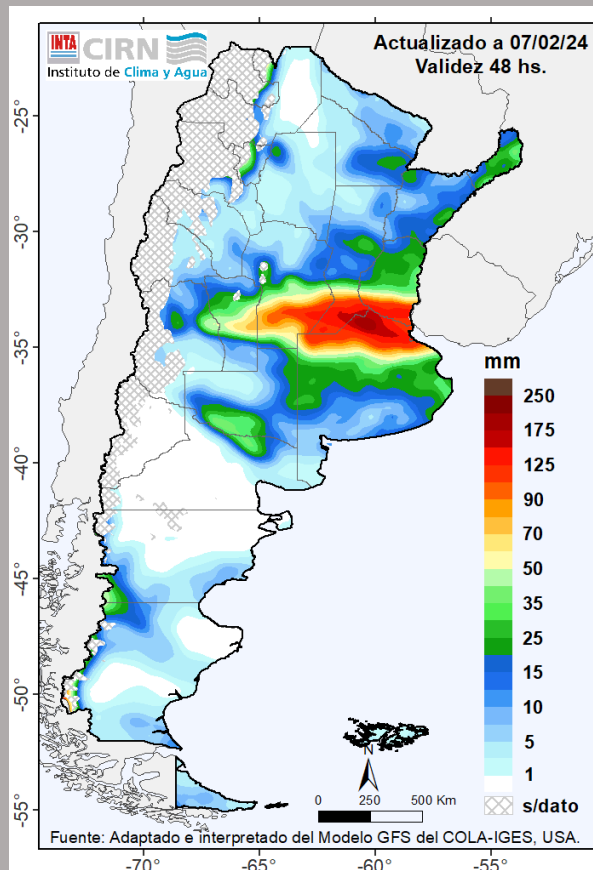 INTA
CIRN
Instituto de Clima y Agua
Actualizado a 07/02/24
Validez 48 hs.
-25°
-30°
-35°
-40°
-45°
-50°
-55°
mm
250
175
125
90
70
50
35
25
15
10
5
1
s/dato
N
0 250 500 Km
Fuente: Adaptado e interpretado del Modelo GFS del COLA-IGES, USA.
-70° -65° -60° -55°